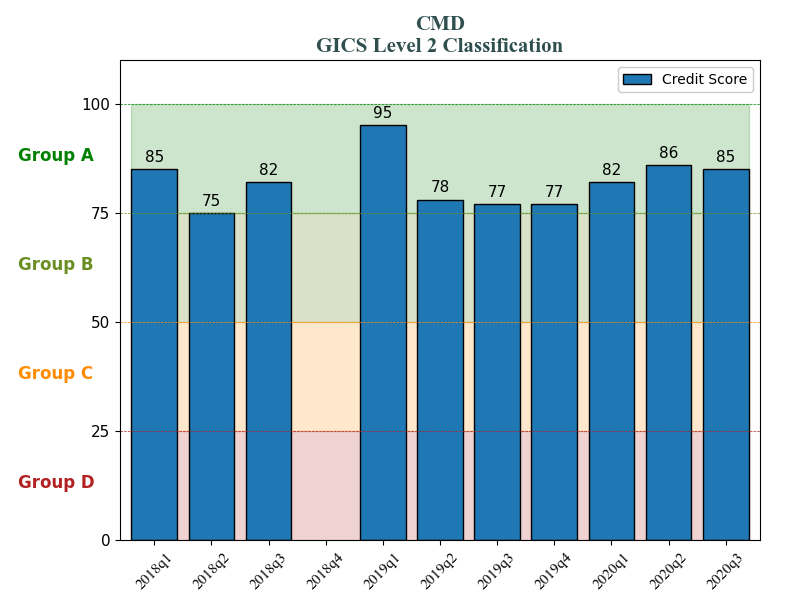 CMD
GICS Level 2 Classification
Credit Score
100
75
50
25
0
Group A
Group B
Group C
Group D
85
75
82
95
78
77
77
82
86
85
2018q1
2018q2
2018q3
2018q4
2019q1
2019q2
2019q3
2019q4
2020q1
2020q2
2020q3